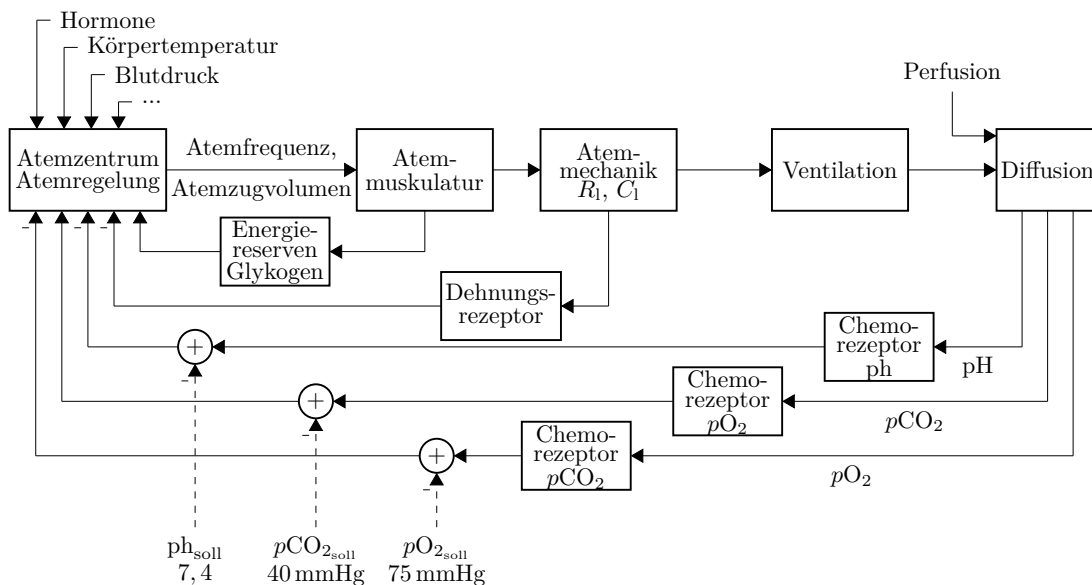 Hormone
Körpertemperatur
Blutdruck
...
Perfusion
Atemzentrum
Atemregelung
Atemfrequenz,
Atemzugvolumen
Atem-
muskulatur
Atem-
mechanik
R_l, C_l
Ventilation
Diffusion
Energie-
reserven
Glykogen
Dehnungs-
rezeptor
Chemo-
rezeptor
ph
pH
+
Chemo-
rezeptor
pO₂
pCO₂
+
Chemo-
rezeptor
pCO₂
pO₂
+
-
-
-
-
-
-
ph_soll
7, 4
pCO₂_soll
40 mmHg
pO₂_soll
75 mmHg